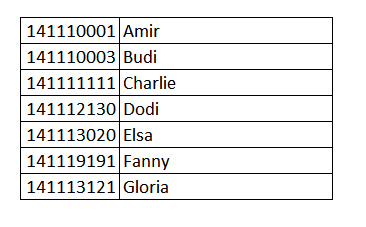 141110001 Amir
141110003 Budi
141111111 Charlie
141112130 Dodi
141113020 Elsa
141119191 Fanny
141113121 Gloria